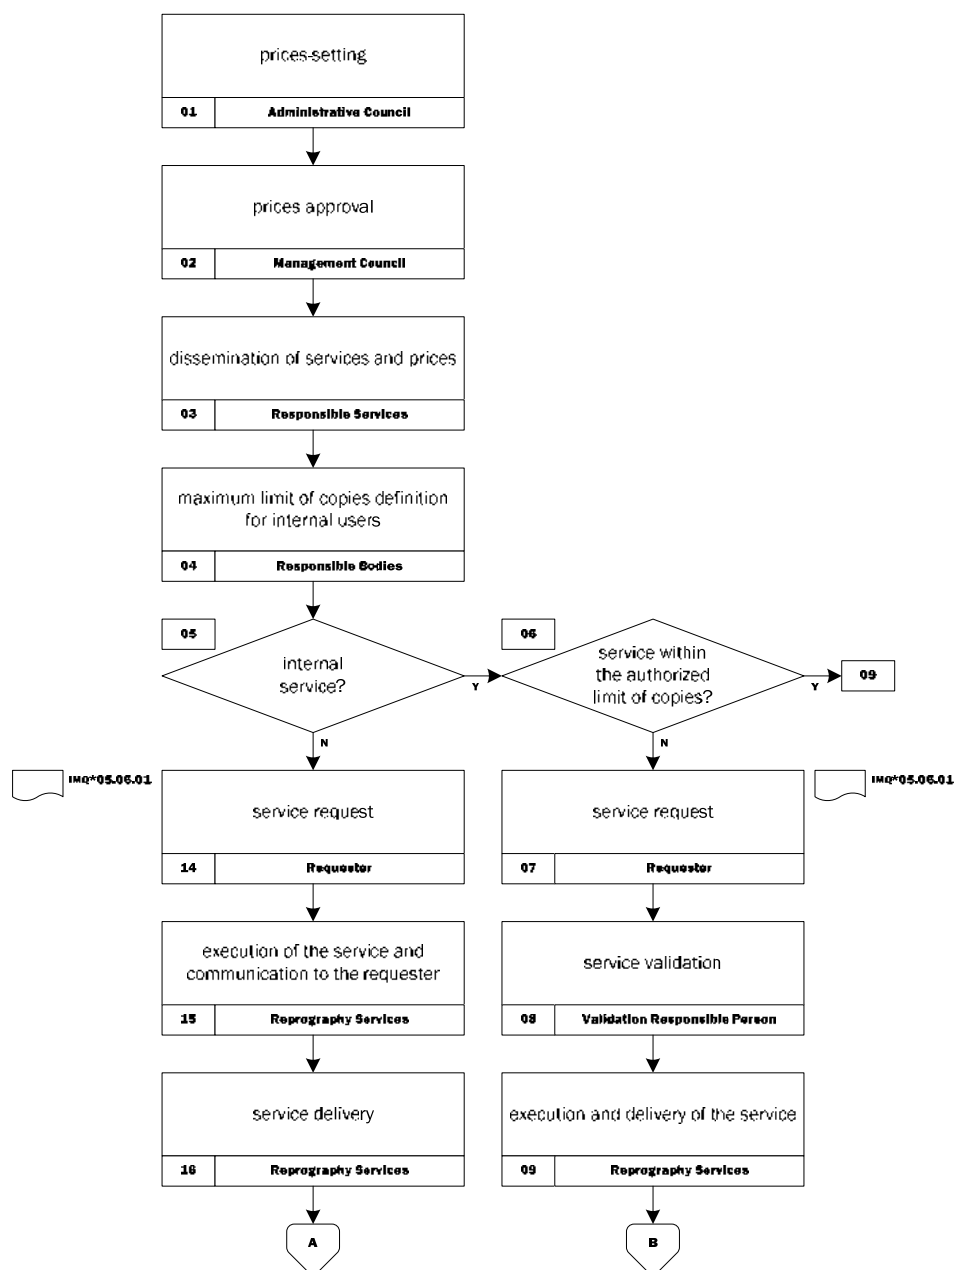 prices-setting
01 Administrative Council
prices approval
02 Management Council
dissemination of services and prices
03 Responsible Services
maximum limit of copies definition
for internal users
04 Responsible Bodies
05
internal
service?
Y
N
06
service within
the authorized
limit of copies?
Y
09
N
IMQ*05.06.01
service request
14 Requester
service request
07 Requester
IMQ*05.06.01
execution of the service and
communication to the requester
15 Reprography Services
service validation
08 Validation Responsible Person
service delivery
16 Reprography Services
execution and delivery of the service
09 Reprography Services
A
B